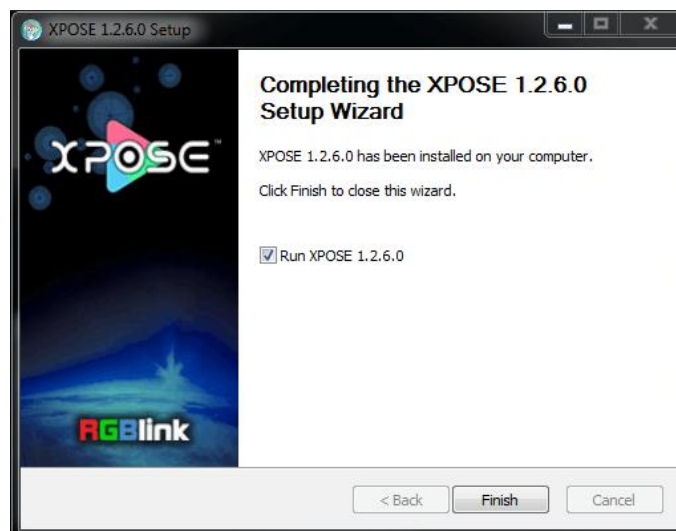 XPOSE 1.2.6.0 Setup
XPOSE™
Completing the XPOSE 1.2.6.0
Setup Wizard
XPOSE 1.2.6.0 has been installed on your computer.
Click Finish to close this wizard.
Run XPOSE 1.2.6.0
RGBlink
< Back
Finish
Cancel